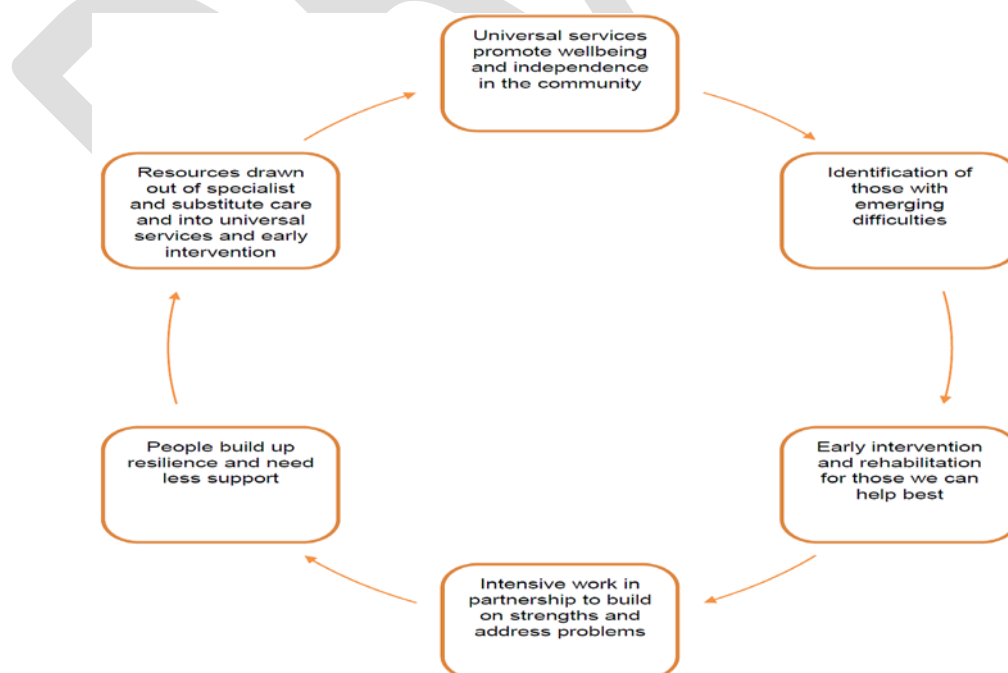 Universal services
promote wellbeing
and independence
in the community
Identification of
those with
emerging
difficulties
Early intervention
and rehabilitation
for those we can
help best
Intensive work in
partnership to build
on strengths and
address problems
People build up
resilience and need
less support
Resources drawn
out of specialist
and substitute care
and into universal
services and early
intervention